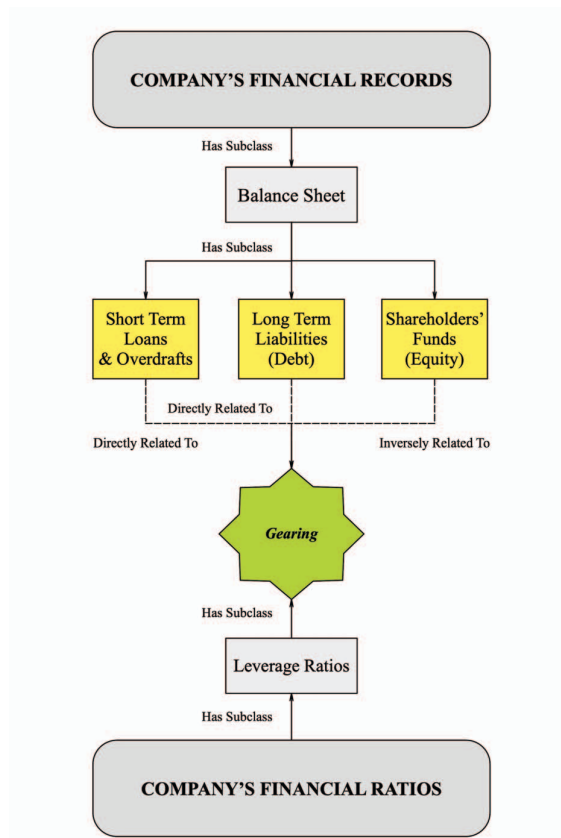 COMPANY’S FINANCIAL RECORDS
Has Subclass
Balance Sheet
Has Subclass
Short Term
Loans
& Overdrafts
Long Term
Liabilities
(Debt)
Shareholders’
Funds
(Equity)
Directly Related To
Directly Related To
Inversely Related To
Gearing
Has Subclass
Leverage Ratios
Has Subclass
COMPANY’S FINANCIAL RATIOS